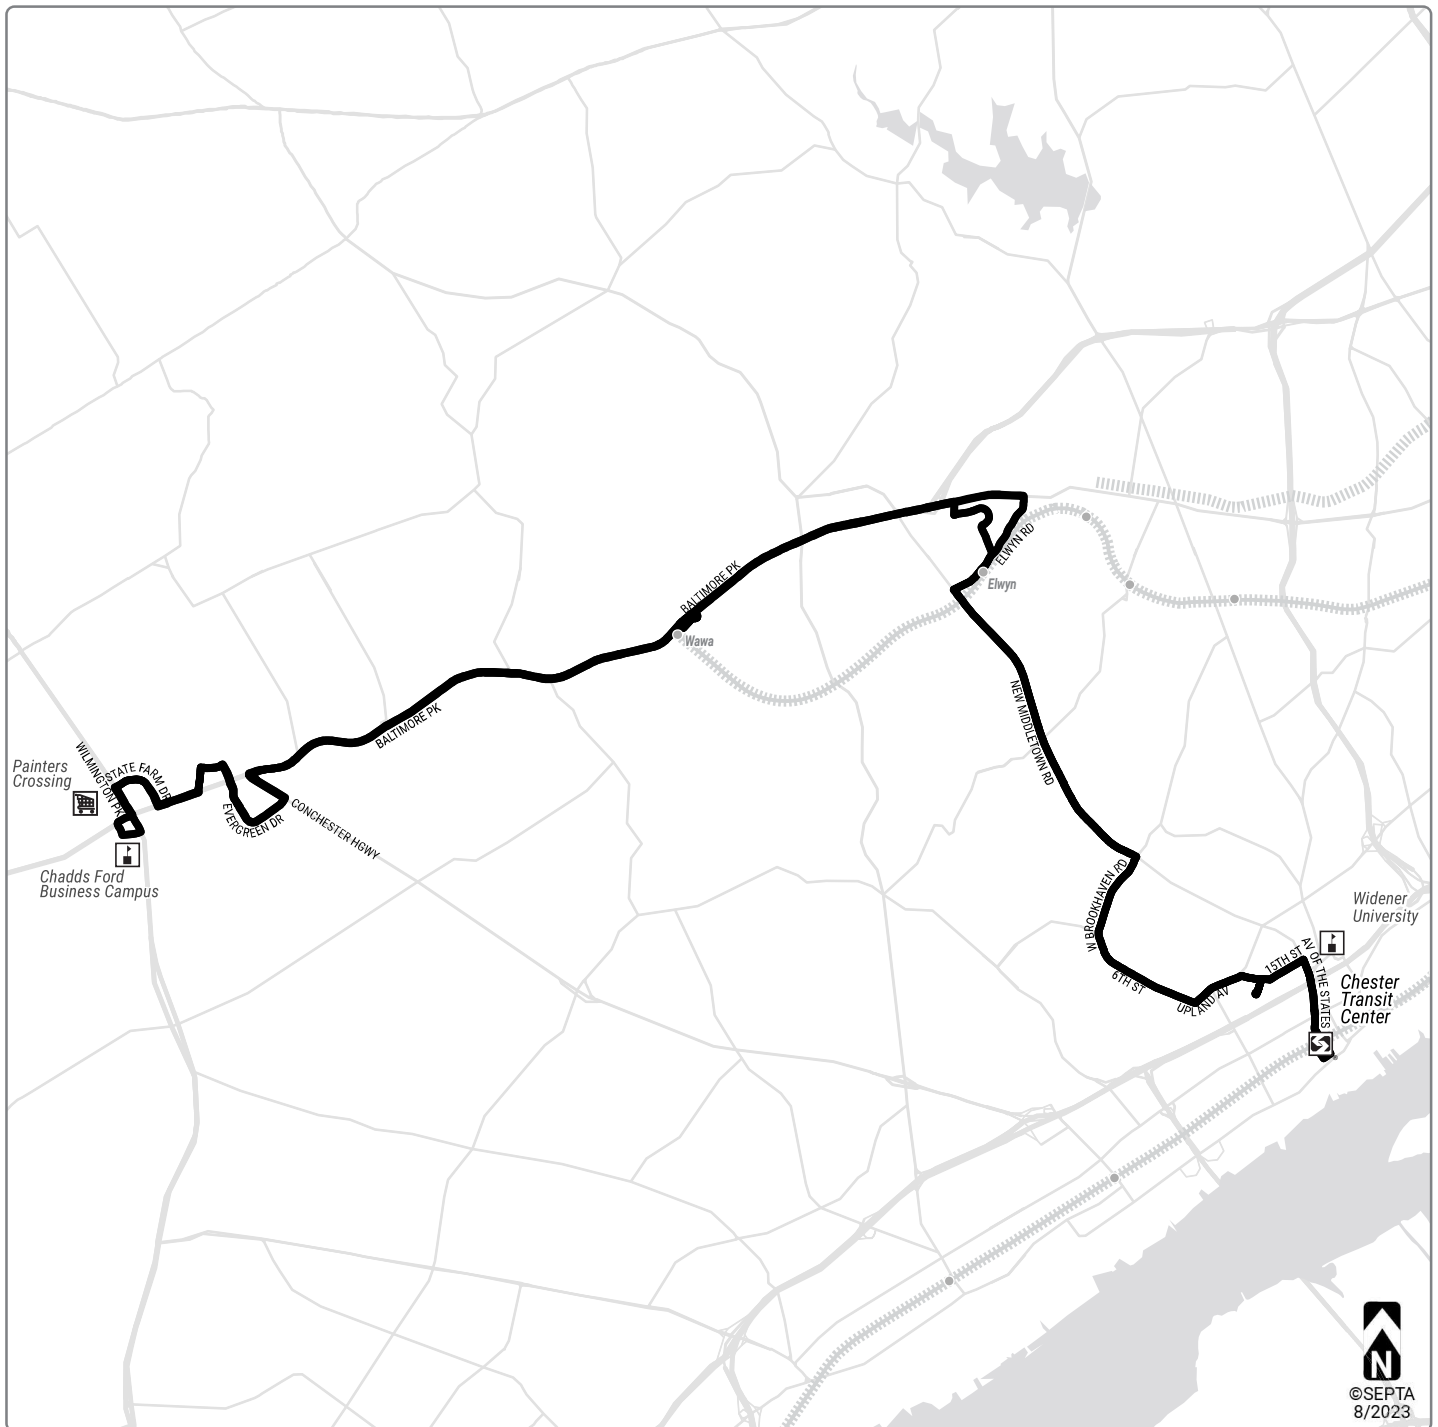 ELWYN RD
Elwyn
BALTIMORE PK
Wawa
NEW MIDDLETOWN RD
BALTIMORE PK
WILMINGTON PK
STATE FARM DR
Painters
Crossing
EVERGREEN DR
CONCHESTER HGWY
Chadds Ford
Business Campus
W BROOKHAVEN RD
Widener
University
6TH ST
UPLAND AV
15TH ST
AV OF THE STATES
Chester
Transit
Center
N
©SEPTA
8/2023